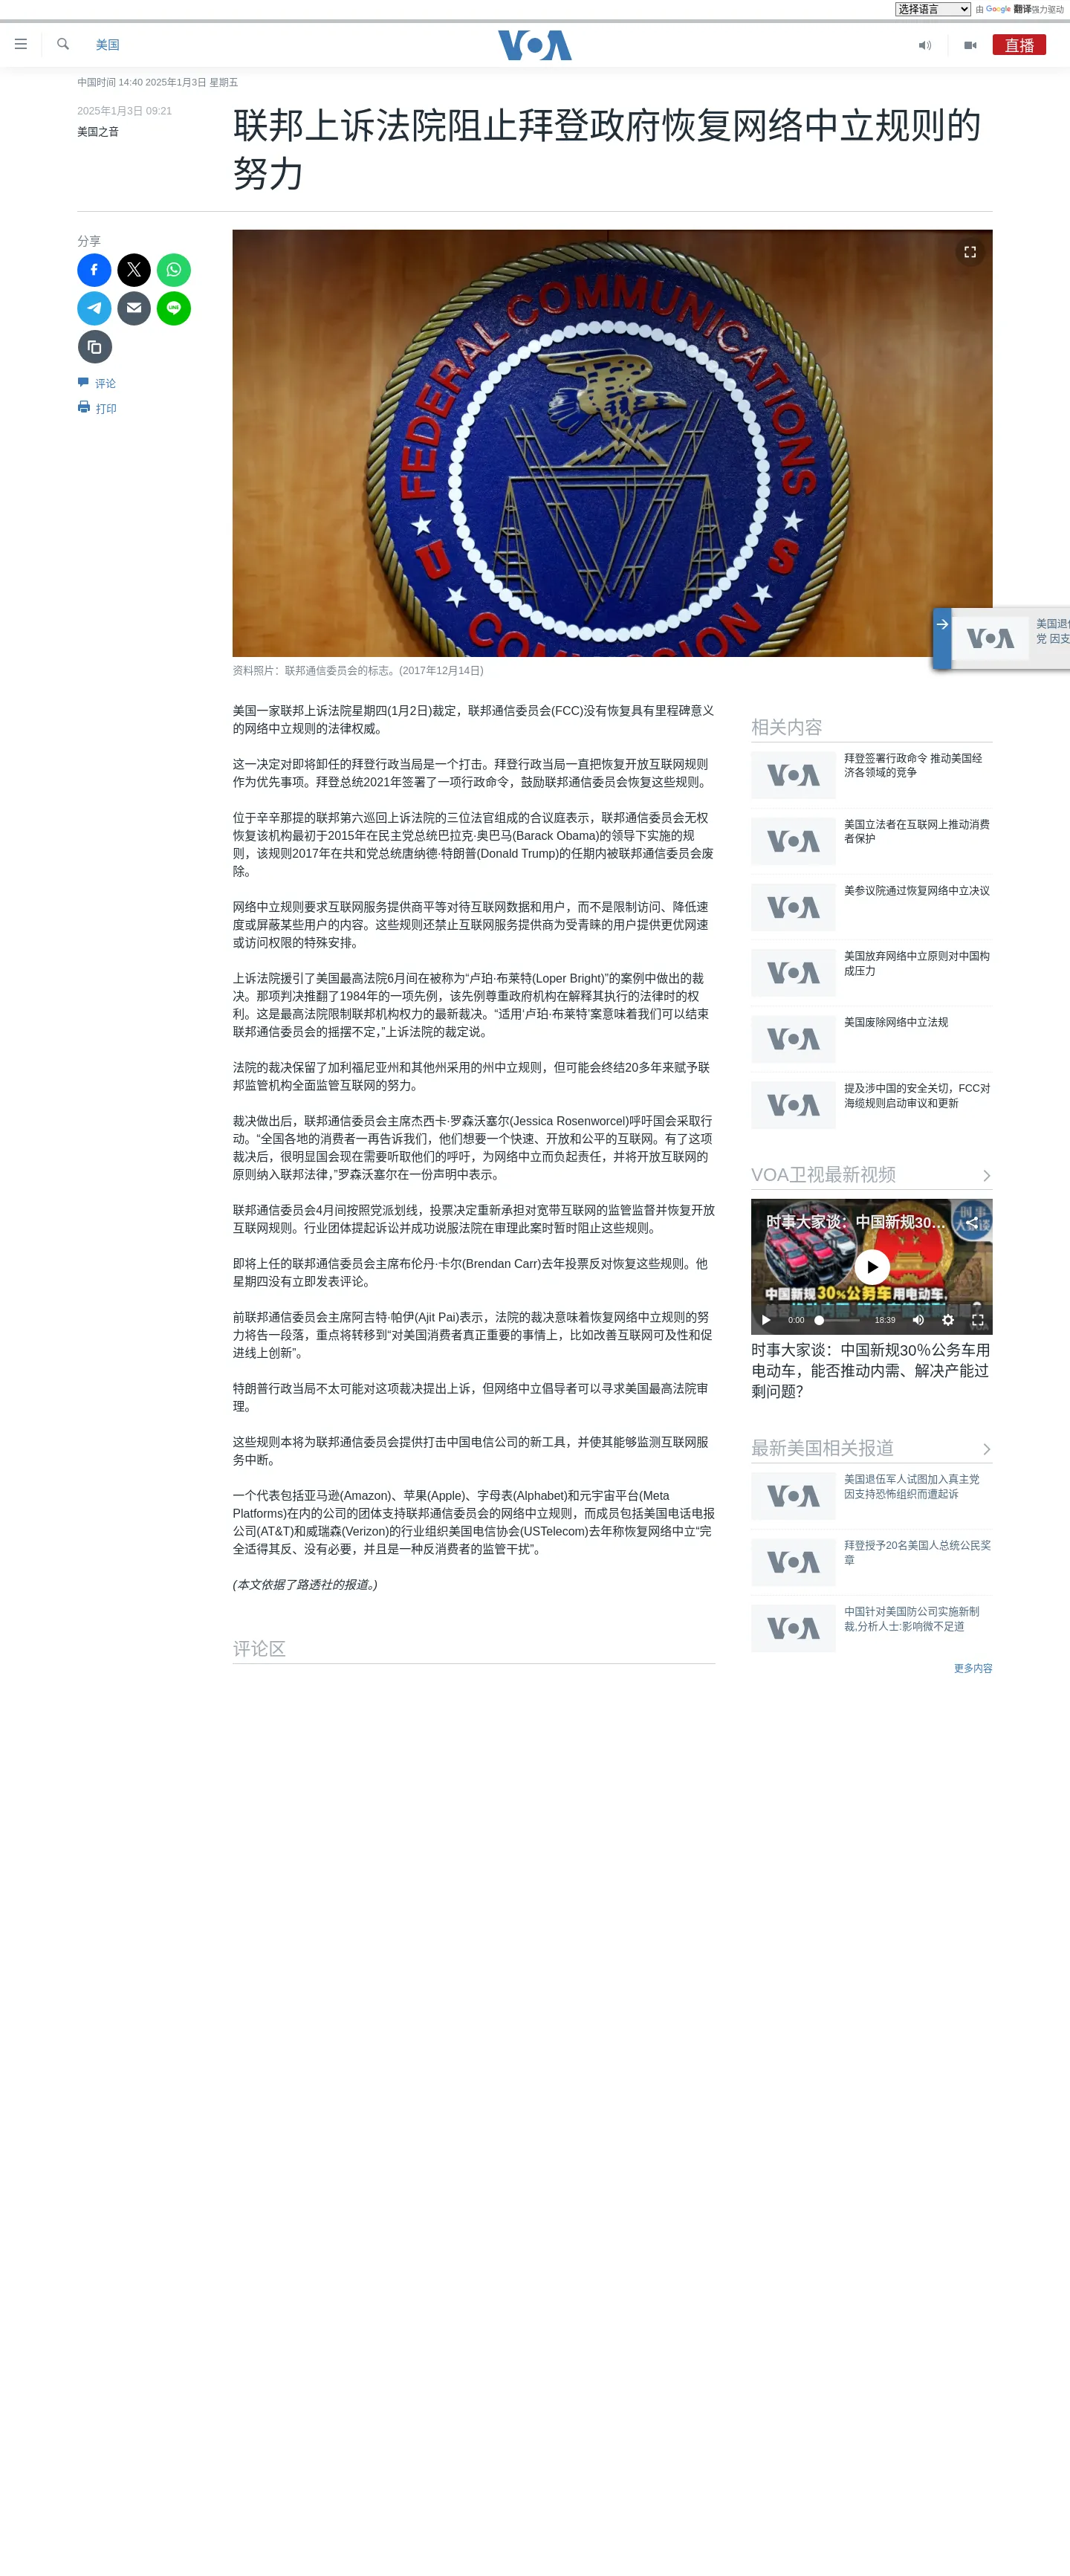 选择语言
由 Google 翻译强力驱动
美国
VOA
直播
中国时间 14:40 2025年1月3日 星期五
2025年1月3日 09:21
美国之音
联邦上诉法院阻止拜登政府恢复网络中立规则的
努力
分享
LINE
评论
打印
FEDERAL COMMUNICATIONS
COMMISSION
U S
资料照片：联邦通信委员会的标志。(2017年12月14日)
美国一家联邦上诉法院星期四(1月2日)裁定，联邦通信委员会(FCC)没有恢复具有里程碑意义
的网络中立规则的法律权威。
这一决定对即将卸任的拜登行政当局是一个打击。拜登行政当局一直把恢复开放互联网规则
作为优先事项。拜登总统2021年签署了一项行政命令，鼓励联邦通信委员会恢复这些规则。
位于辛辛那提的联邦第六巡回上诉法院的三位法官组成的合议庭表示，联邦通信委员会无权
恢复该机构最初于2015年在民主党总统巴拉克·奥巴马(Barack Obama)的领导下实施的规
则，该规则2017年在共和党总统唐纳德·特朗普(Donald Trump)的任期内被联邦通信委员会废
除。
网络中立规则要求互联网服务提供商平等对待互联网数据和用户，而不是限制访问、降低速
度或屏蔽某些用户的内容。这些规则还禁止互联网服务提供商为受青睐的用户提供更优网速
或访问权限的特殊安排。
上诉法院援引了美国最高法院6月间在被称为“卢珀·布莱特(Loper Bright)”的案例中做出的裁
决。那项判决推翻了1984年的一项先例，该先例尊重政府机构在解释其执行的法律时的权
利。这是最高法院限制联邦机构权力的最新裁决。“适用‘卢珀·布莱特’案意味着我们可以结束
联邦通信委员会的摇摆不定，”上诉法院的裁定说。
法院的裁决保留了加利福尼亚州和其他州采用的州中立规则，但可能会终结20多年来赋予联
邦监管机构全面监管互联网的努力。
裁决做出后，联邦通信委员会主席杰西卡·罗森沃塞尔(Jessica Rosenworcel)呼吁国会采取行
动。“全国各地的消费者一再告诉我们，他们想要一个快速、开放和公平的互联网。有了这项
裁决后，很明显国会现在需要听取他们的呼吁，为网络中立而负起责任，并将开放互联网的
原则纳入联邦法律，”罗森沃塞尔在一份声明中表示。
联邦通信委员会4月间按照党派划线，投票决定重新承担对宽带互联网的监管监督并恢复开放
互联网规则。行业团体提起诉讼并成功说服法院在审理此案时暂时阻止这些规则。
即将上任的联邦通信委员会主席布伦丹·卡尔(Brendan Carr)去年投票反对恢复这些规则。他
星期四没有立即发表评论。
前联邦通信委员会主席阿吉特·帕伊(Ajit Pai)表示，法院的裁决意味着恢复网络中立规则的努
力将告一段落，重点将转移到“对美国消费者真正重要的事情上，比如改善互联网可及性和促
进线上创新”。
特朗普行政当局不太可能对这项裁决提出上诉，但网络中立倡导者可以寻求美国最高法院审
理。
这些规则本将为联邦通信委员会提供打击中国电信公司的新工具，并使其能够监测互联网服
务中断。
一个代表包括亚马逊(Amazon)、苹果(Apple)、字母表(Alphabet)和元宇宙平台(Meta
Platforms)在内的公司的团体支持联邦通信委员会的网络中立规则，而成员包括美国电话电报
公司(AT&T)和威瑞森(Verizon)的行业组织美国电信协会(USTelecom)去年称恢复网络中立“完
全适得其反、没有必要，并且是一种反消费者的监管干扰”。
(本文依据了路透社的报道。)
评论区
VOA
美国退伍
党 因支
相关内容
VOA
拜登签署行政命令 推动美国经
济各领域的竞争
VOA
美国立法者在互联网上推动消费
者保护
VOA
美参议院通过恢复网络中立决议
VOA
美国放弃网络中立原则对中国构
成压力
VOA
美国废除网络中立法规
VOA
提及涉中国的安全关切，FCC对
海缆规则启动审议和更新
VOA卫视最新视频
时事大家谈：中国新规30...
时事
大家谈
中国新规30%公务车用电动车,
0:00
18:39
时事大家谈：中国新规30％公务车用
电动车，能否推动内需、解决产能过
剩问题？
最新美国相关报道
VOA
美国退伍军人试图加入真主党
因支持恐怖组织而遭起诉
VOA
拜登授予20名美国人总统公民奖
章
VOA
中国针对美国防公司实施新制
裁,分析人士:影响微不足道
更多内容